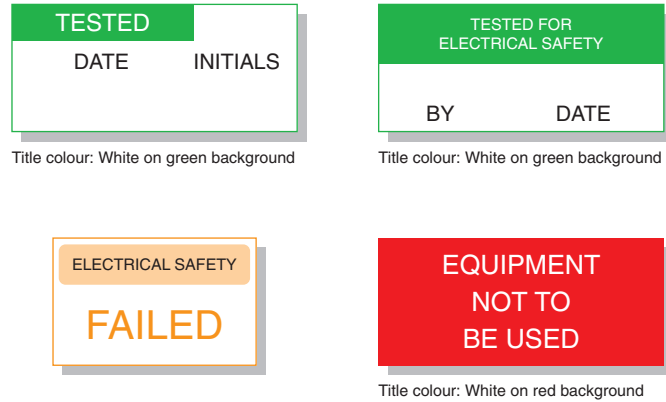 TESTED
DATE INITIALS
Title colour: White on green background
TESTED FOR
ELECTRICAL SAFETY
BY DATE
Title colour: White on green background
ELECTRICAL SAFETY
FAILED
EQUIPMENT
NOT TO
BE USED
Title colour: White on red background